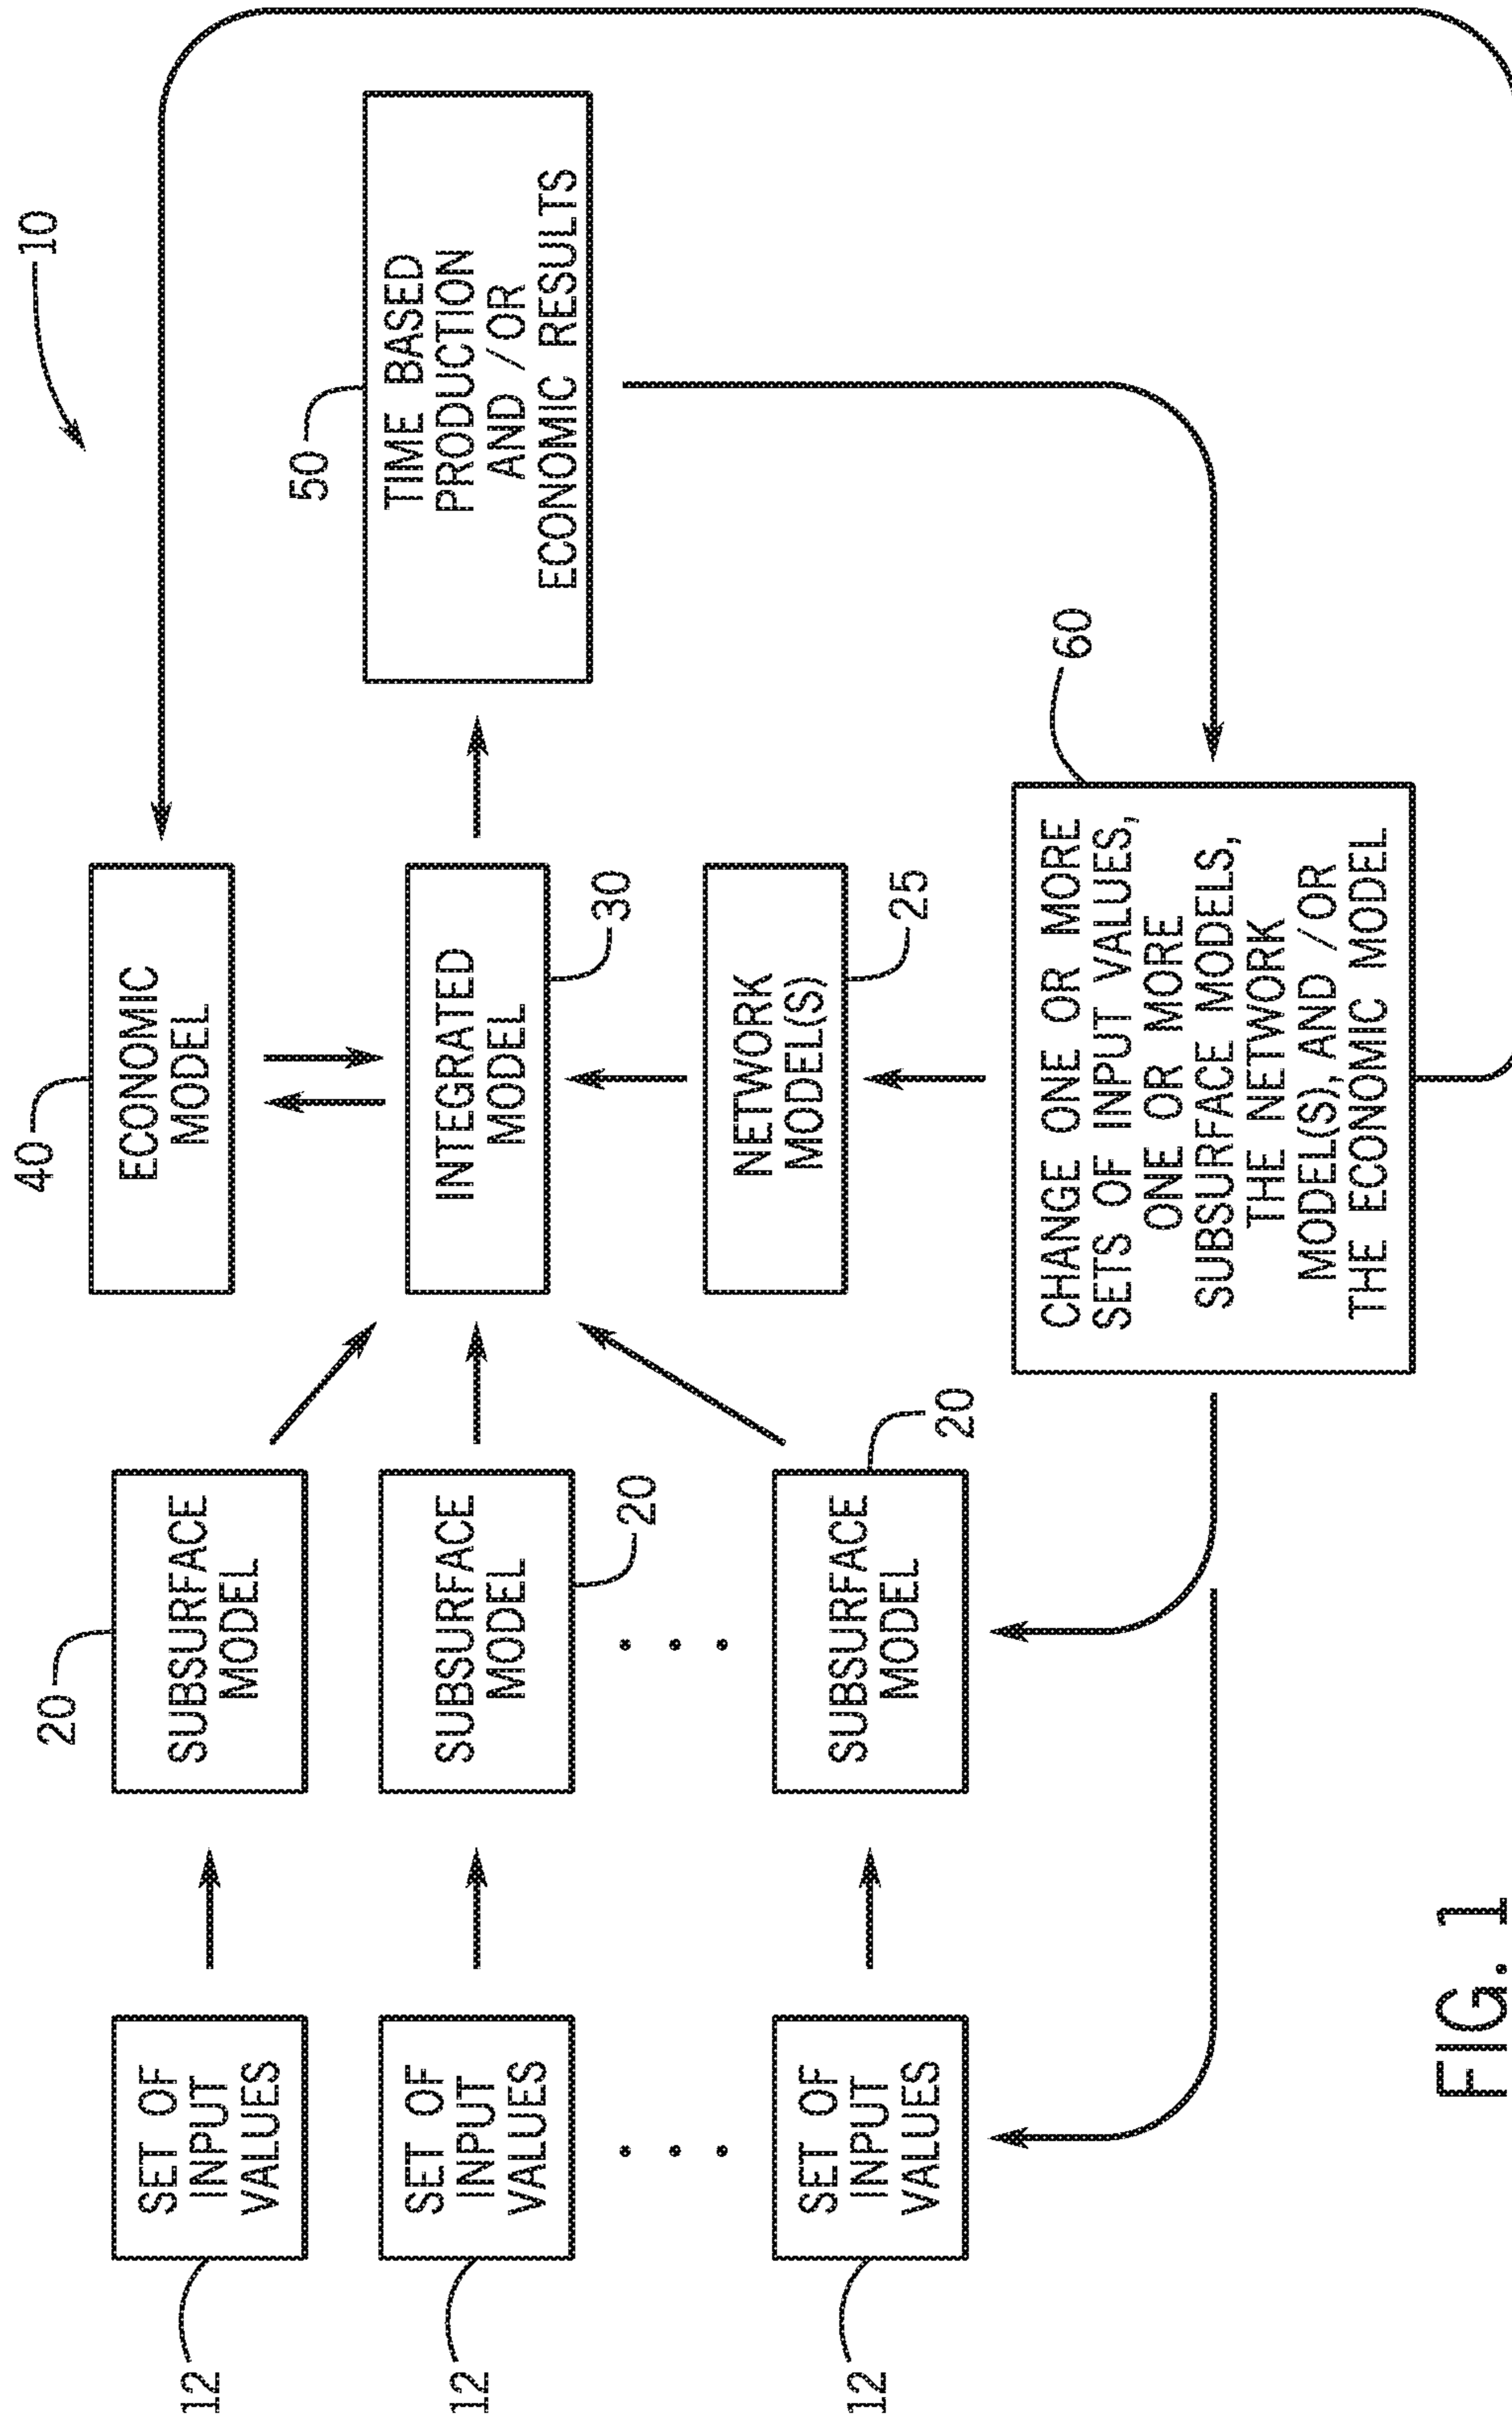 10
40
ECONOMIC
MODEL
20
SUBSURFACE
MODEL
12
SET OF
INPUT
VALUES
50
TIME BASED
PRODUCTION
AND /OR
ECONOMIC RESULTS
INTEGRATED
MODEL
30
SUBSURFACE
MODEL
20
12
SET OF
INPUT
VALUES
NETWORK
MODEL(S)
25
SUBSURFACE
MODEL
20
12
SET OF
INPUT
VALUES
60
CHANGE ONE OR MORE
SETS OF INPUT VALUES,
ONE OR MORE
SUBSURFACE MODELS,
THE NETWORK
MODEL(S), AND /OR
THE ECONOMIC MODEL
FIG. 1